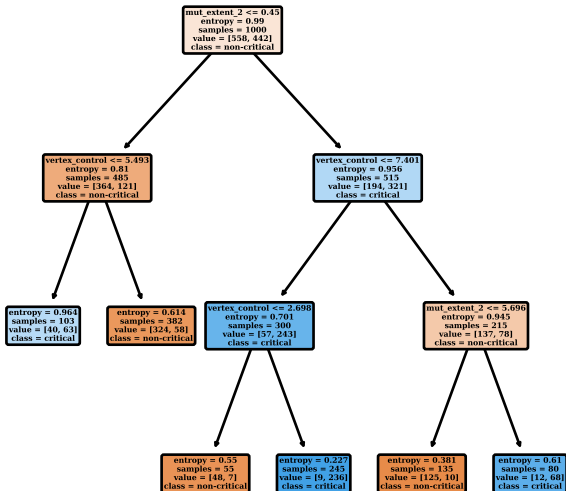 mut_extent_2 <= 0.45
entropy = 0.99
samples = 1000
value = [558, 442]
class = non-critical
vertex_control <= 5.493
entropy = 0.81
samples = 485
value = [364, 121]
class = non-critical
vertex_control <= 7.401
entropy = 0.956
samples = 515
value = [194, 321]
class = critical
entropy = 0.964
samples = 103
value = [40, 63]
class = critical
entropy = 0.614
samples = 382
value = [324, 58]
class = non-critical
vertex_control <= 2.698
entropy = 0.701
samples = 300
value = [57, 243]
class = critical
mut_extent_2 <= 5.696
entropy = 0.945
samples = 215
value = [137, 78]
class = non-critical
entropy = 0.55
samples = 55
value = [48, 7]
class = non-critical
entropy = 0.227
samples = 245
value = [9, 236]
class = critical
entropy = 0.381
samples = 135
value = [125, 10]
class = non-critical
entropy = 0.61
samples = 80
value = [12, 68]
class = critical